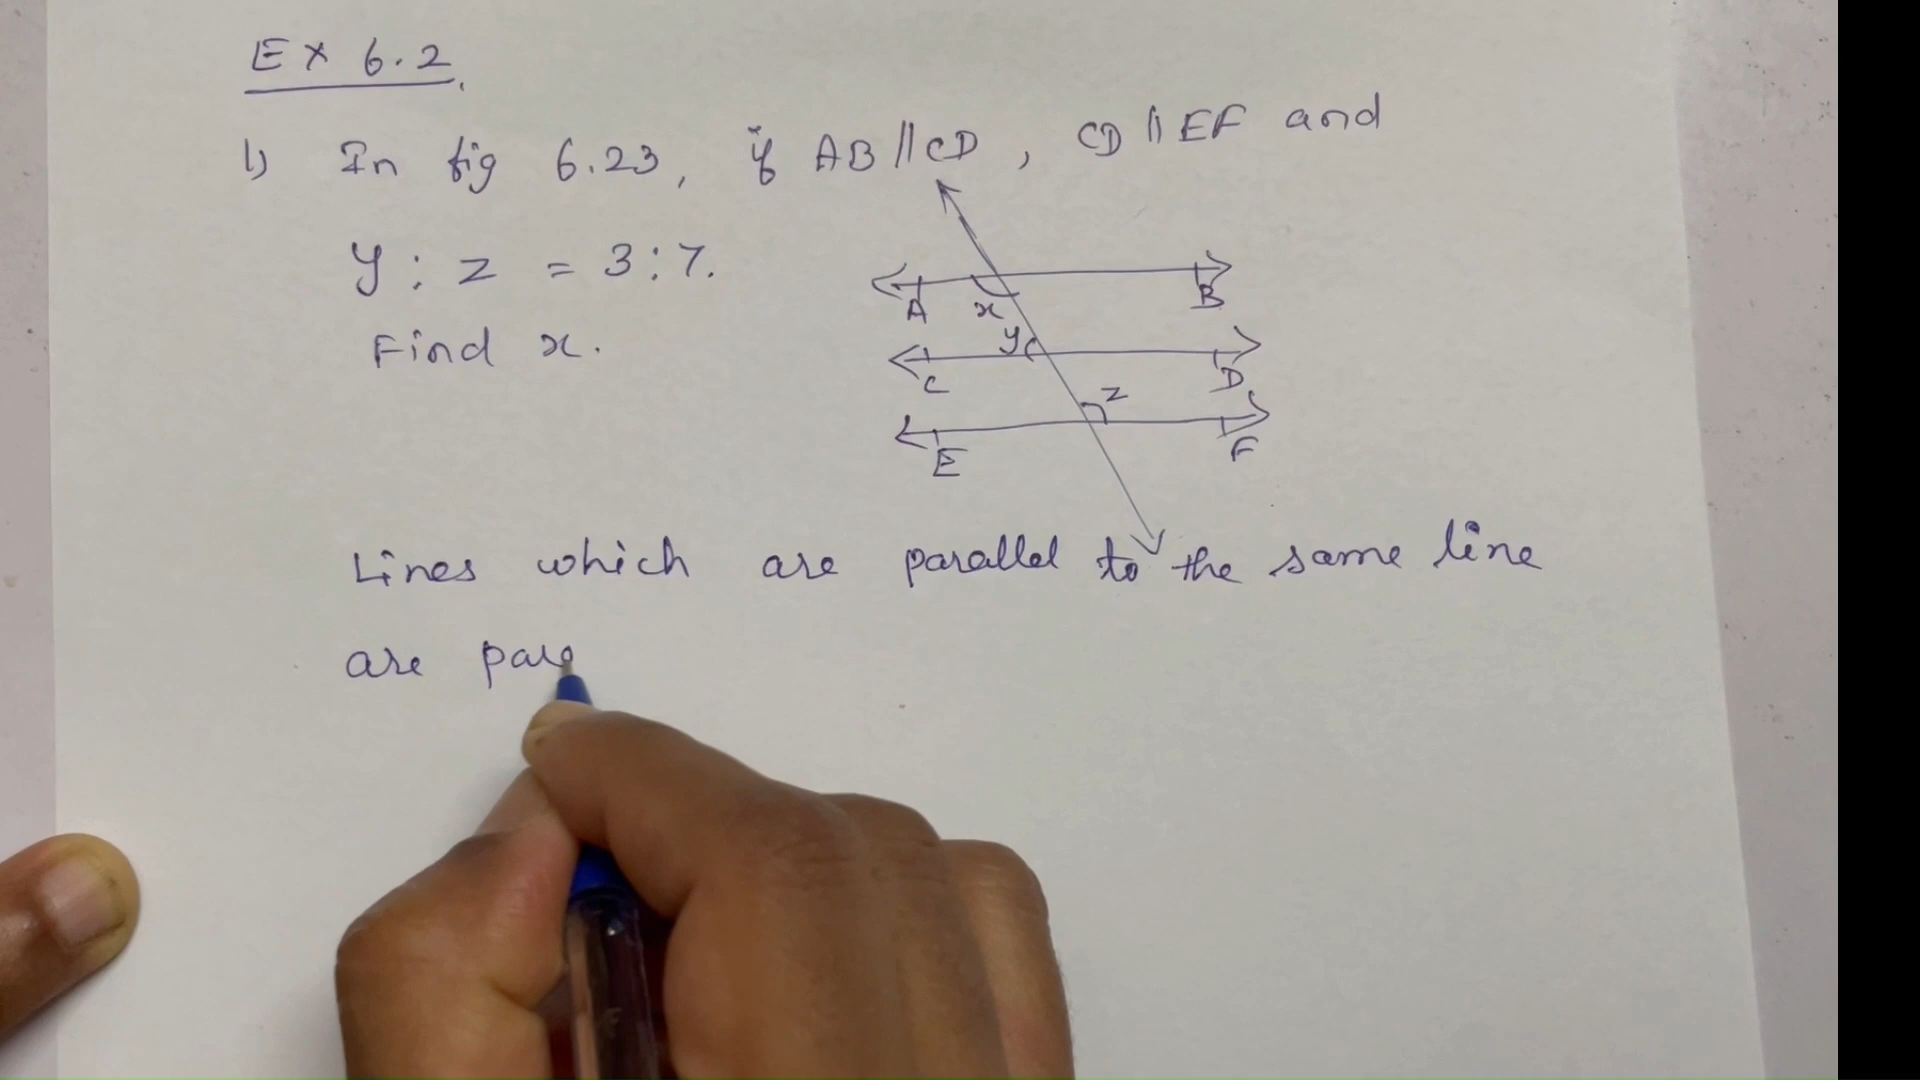 Ex 6.2.
1) In fig 6.23, if AB || CD, CD || EF and
y : z = 3:7.
Find x.
A x B
y
C D
z
E F
Lines which are parallel to the same line
are para